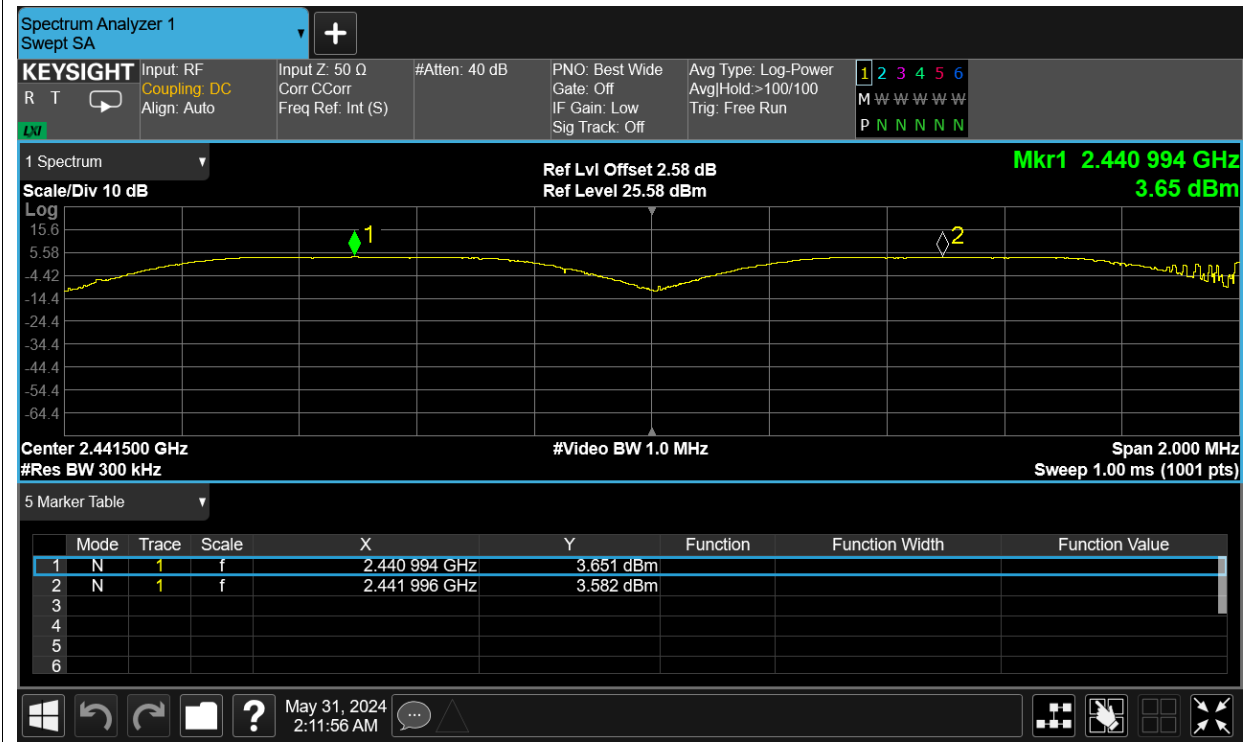 Spectrum Analyzer 1
Swept SA
+
KEYSIGHT
R T
LXI
Input: RF
Coupling: DC
Align: Auto
Input Z: 50 Ω
Corr CCorr
Freq Ref: Int (S)
#Atten: 40 dB
PNO: Best Wide
Gate: Off
IF Gain: Low
Sig Track: Off
Avg Type: Log-Power
Avg|Hold:>100/100
Trig: Free Run
1 2 3 4 5 6
M W W W W W
P N N N N N
1 Spectrum
Scale/Div 10 dB
Ref Lvl Offset 2.58 dB
Ref Level 25.58 dBm
Mkr1 2.440 994 GHz
3.65 dBm
Log
15.6
5.58
-4.42
-14.4
-24.4
-34.4
-44.4
-54.4
-64.4
1
2
Center 2.441500 GHz #Video BW 1.0 MHz Span 2.000 MHz
#Res BW 300 kHz Sweep 1.00 ms (1001 pts)
5 Marker Table
Mode Trace Scale X Y Function Function Width Function Value
1 N 1 f 2.440 994 GHz 3.651 dBm
2 N 1 f 2.441 996 GHz 3.582 dBm
3
4
5
6
?
May 31, 2024
2:11:56 AM